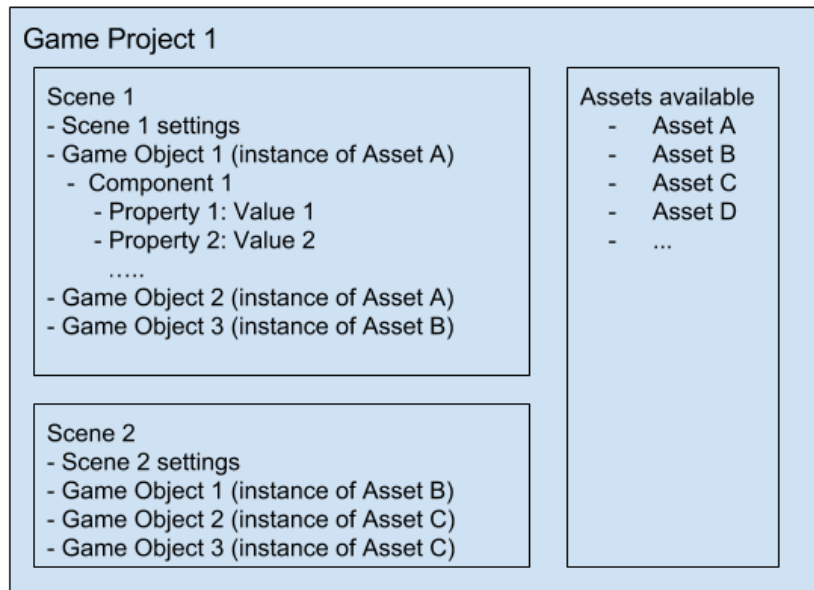 Game Project 1
Scene 1
- Scene 1 settings
- Game Object 1 (instance of Asset A)
- Component 1
- Property 1: Value 1
- Property 2: Value 2
.....
- Game Object 2 (instance of Asset A)
- Game Object 3 (instance of Asset B)
Scene 2
- Scene 2 settings
- Game Object 1 (instance of Asset B)
- Game Object 2 (instance of Asset C)
- Game Object 3 (instance of Asset C)
Assets available
- Asset A
- Asset B
- Asset C
- Asset D
- ...